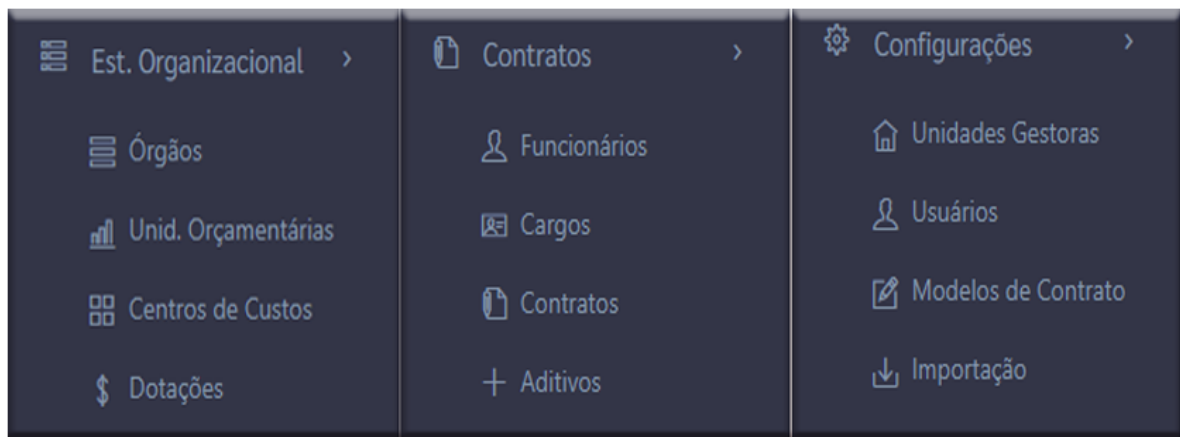 Est. Organizacional
Órgãos
Unid. Orçamentárias
Centros de Custos
Dotações
Contratos
Funcionários
Cargos
Contratos
Aditivos
Configurações
Unidades Gestoras
Usuários
Modelos de Contrato
Importação